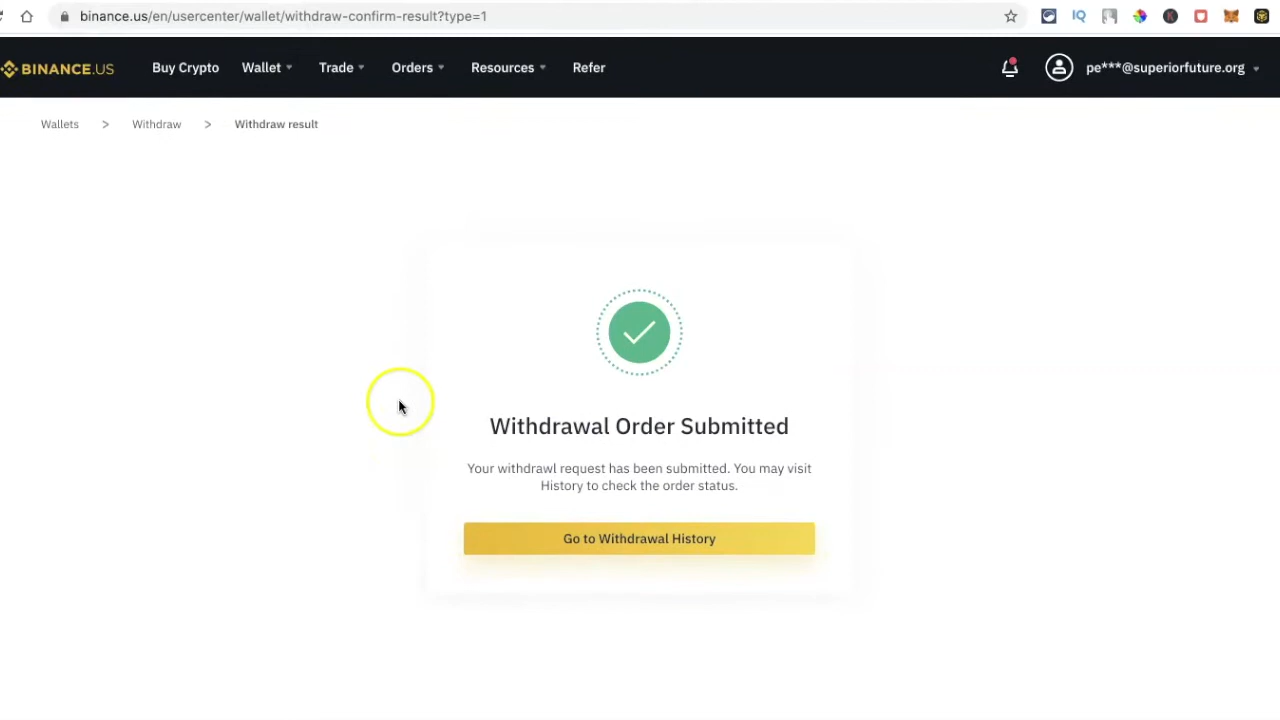 binance.us/en/usercenter/wallet/withdraw-confirm-result?type=1
BINANCE.US Buy Crypto Wallet Trade Orders Resources Refer pe***@superiorfuture.org
Wallets > Withdraw > Withdraw result
Withdrawal Order Submitted
Your withdrawl request has been submitted. You may visit
History to check the order status.
Go to Withdrawal History